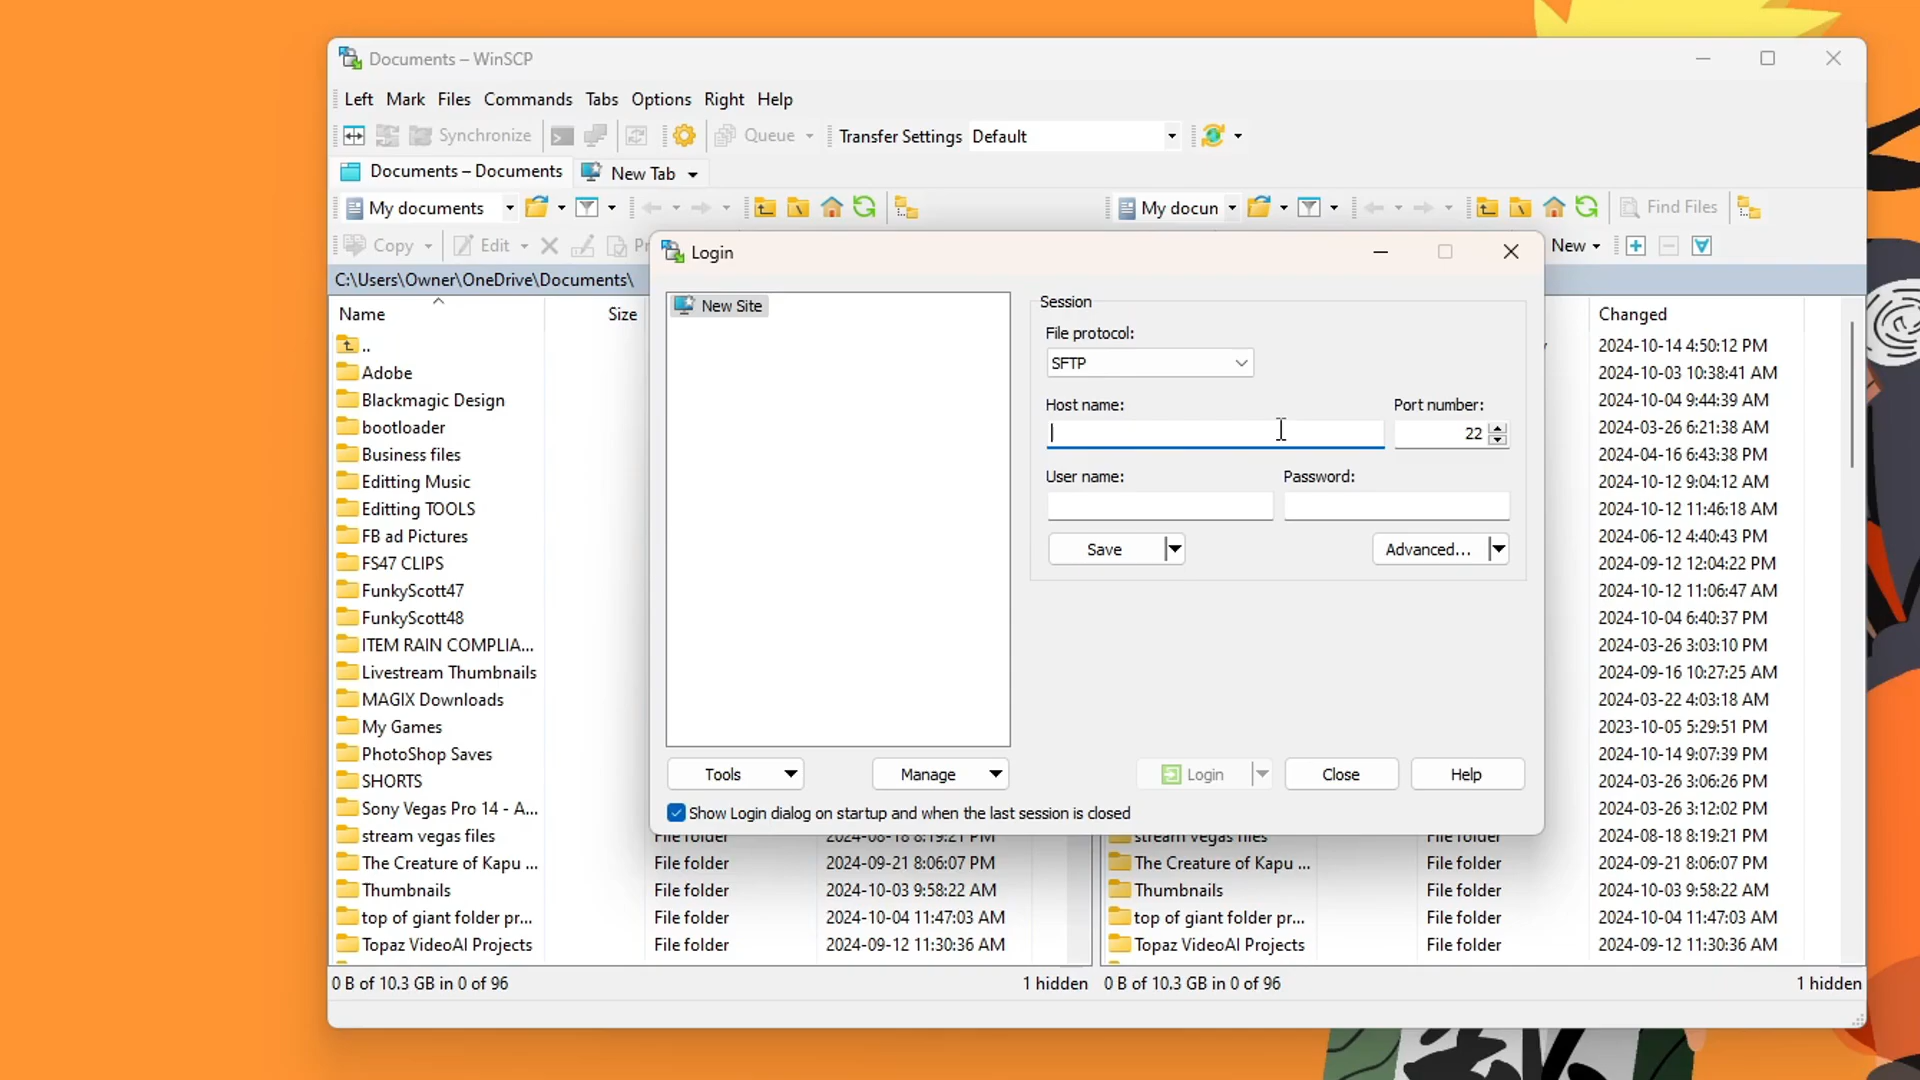 Documents – WinSCP
Left Mark Files Commands Tabs Options Right Help
Synchronize Queue Transfer Settings Default
Documents – Documents New Tab
My documents My docun Find Files
Copy Edit Pr New
Login
C:\Users\Owner\OneDrive\Documents\
Name Size Changed
..
Adobe
Blackmagic Design
bootloader
Business files
Editting Music
Editting TOOLS
FB ad Pictures
FS47 CLIPS
FunkyScott47
FunkyScott48
ITEM RAIN COMPLIA...
Livestream Thumbnails
MAGIX Downloads
My Games
PhotoShop Saves
SHORTS
Sony Vegas Pro 14 - A...
stream vegas files
The Creature of Kapu ...
Thumbnails
top of giant folder pr...
Topaz VideoAI Projects
New Site
Session
File protocol:
SFTP
Host name: Port number:
22
User name: Password:
Save Advanced...
Tools Manage Login Close Help
Show Login dialog on startup and when the last session is closed
File folder 2024-08-18 8:19:21 PM
File folder 2024-09-21 8:06:07 PM
File folder 2024-10-03 9:58:22 AM
File folder 2024-10-04 11:47:03 AM
File folder 2024-09-12 11:30:36 AM
stream vegas files File folder
The Creature of Kapu ... File folder
Thumbnails File folder
top of giant folder pr... File folder
Topaz VideoAI Projects File folder
2024-10-14 4:50:12 PM
2024-10-03 10:38:41 AM
2024-10-04 9:44:39 AM
2024-03-26 6:21:38 AM
2024-04-16 6:43:38 PM
2024-10-12 9:04:12 AM
2024-10-12 11:46:18 AM
2024-06-12 4:40:43 PM
2024-09-12 12:04:22 PM
2024-10-12 11:06:47 AM
2024-10-04 6:40:37 PM
2024-03-26 3:03:10 PM
2024-09-16 10:27:25 AM
2024-03-22 4:03:18 AM
2023-10-05 5:29:51 PM
2024-10-14 9:07:39 PM
2024-03-26 3:06:26 PM
2024-03-26 3:12:02 PM
2024-08-18 8:19:21 PM
2024-09-21 8:06:07 PM
2024-10-03 9:58:22 AM
2024-10-04 11:47:03 AM
2024-09-12 11:30:36 AM
0 B of 10.3 GB in 0 of 96 1 hidden 0 B of 10.3 GB in 0 of 96 1 hidden